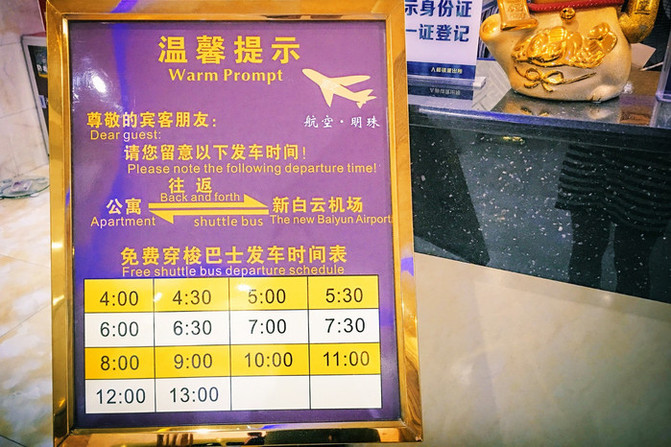 温馨提示
Warm Prompt
航空·明珠
尊敬的宾客朋友：
Dear guest:
请您留意以下发车时间！
Please note the following departure time!
往 返
Back and forth
公寓 新白云机场
Apartment shuttle bus The new Baiyun Airport
免费穿梭巴士发车时间表
Free shuttle bus departure schedule
4:00 4:30 5:00 5:30
6:00 6:30 7:00 7:30
8:00 9:00 10:00 11:00
12:00 13:00
示身份证
一证登记